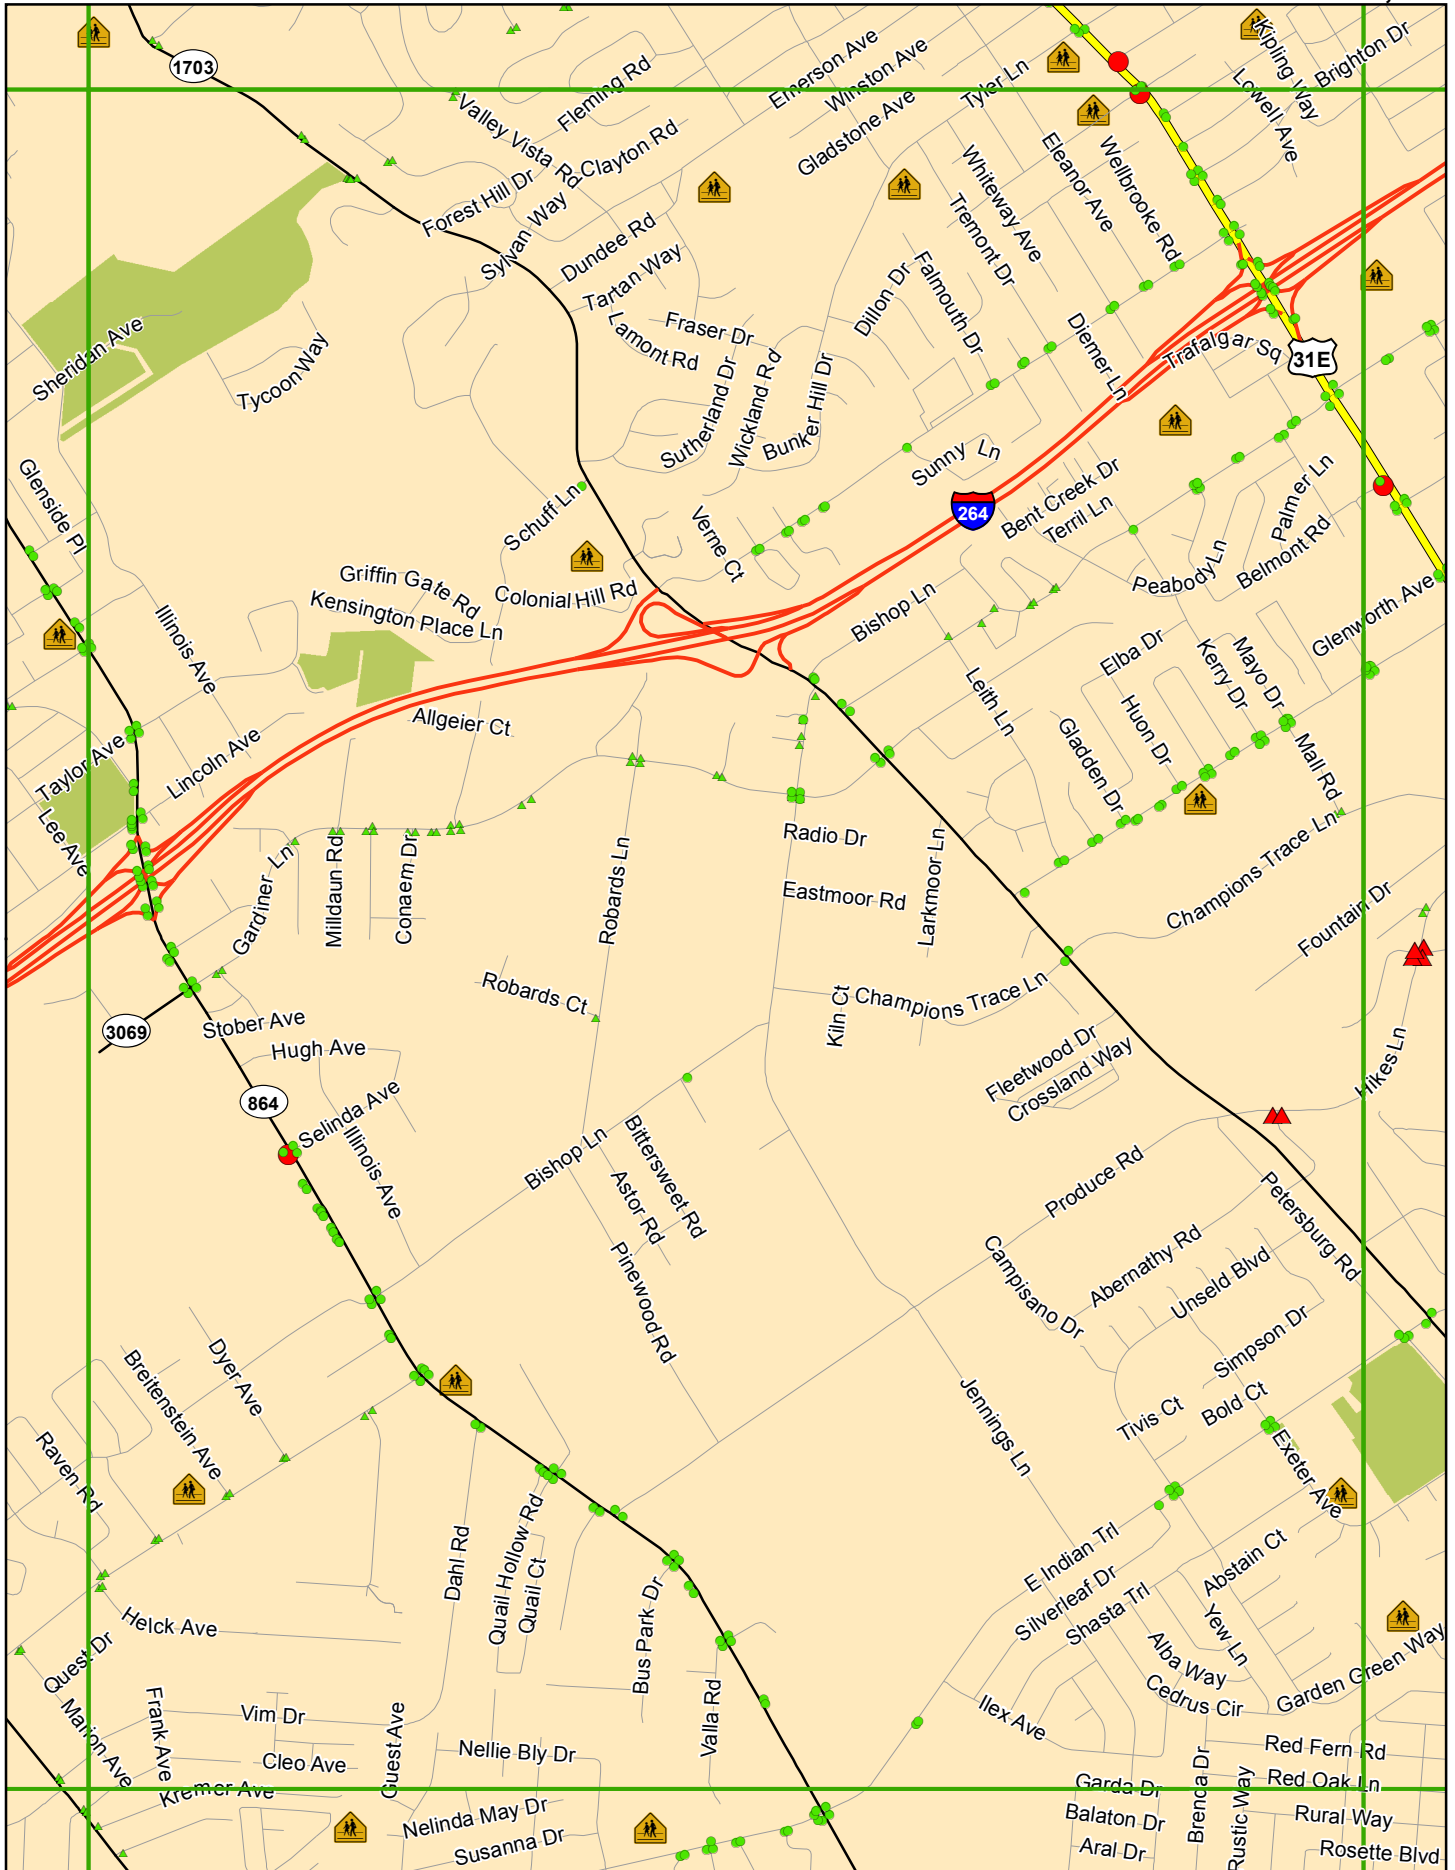 1703
Fleming Rd
Emerson Ave
Winston Ave
Gladstone Ave
Tyler Ln
Kipling Way
Brighton Dr
Lowell Ave
Valley Vista Rd
Clayton Rd
Forest Hill Dr
Sylvan Way
Dundee Rd
Tartan Way
Whiteway Ave
Eleanor Ave
Wellbrooke Rd
Tremont Dr
Falmouth Dr
Dillon Dr
Sheridan Ave
Tycoon Way
Lamont Rd
Fraser Dr
Sutherland Dr
Wickland Rd
Bunker Hill Dr
Diemer Ln
Trafalgar Sq
31E
Sunny Ln
264
Bent Creek Dr
Terril Ln
Palmer Ln
Belmont Rd
Peabody Ln
Glenworth Ave
Glenside Pl
Schuff Ln
Verne Ct
Griffin Gate Rd
Colonial Hill Rd
Kensington Place Ln
Bishop Ln
Illinois Ave
Elba Dr
Kerry Dr
Mayo Dr
Leith Ln
Huon Dr
Gladden Dr
Mall Rd
Allgeier Ct
Taylor Ave
Lincoln Ave
Lee Ave
Gardiner Ln
Mildaun Rd
Conaem Dr
Robards Ln
Radio Dr
Eastmoor Rd
Larkmoor Ln
Champions Trace Ln
Fountain Dr
Robards Ct
Kiln Ct
Champions Trace Ln
3069
Stober Ave
Hugh Ave
Fleetwood Dr
Crossland Way
Hikes Ln
864
Selinda Ave
Illinois Ave
Bishop Ln
Bittersweet Rd
Astor Rd
Pinewood Rd
Produce Rd
Petersburg Rd
Campisano Dr
Abernathy Rd
Unseld Blvd
Simpson Dr
Dyer Ave
Breitenstein Ave
Raven Rd
Jennings Ln
Tivis Ct
Bold Ct
Exeter Ave
Dahl Rd
Quail Hollow Rd
Quail Ct
Bus Park Dr
E Indian Trl
Silverleaf Dr
Shasta Trl
Abstain Ct
Yew Ln
Alba Way
Cedrus Cir
Garden Green Way
Helck Ave
Quest Dr
Marion Ave
Frank Ave
Vim Dr
Cleo Ave
Guest Ave
Kremer Ave
Nellie Bly Dr
Valla Rd
Ilex Ave
Red Fern Rd
Red Oak Ln
Garda Dr
Brenda Dr
Rustic Way
Balaton Dr
Rural Way
Nelinda May Dr
Susanna Dr
Aral Dr
Rosette Blvd